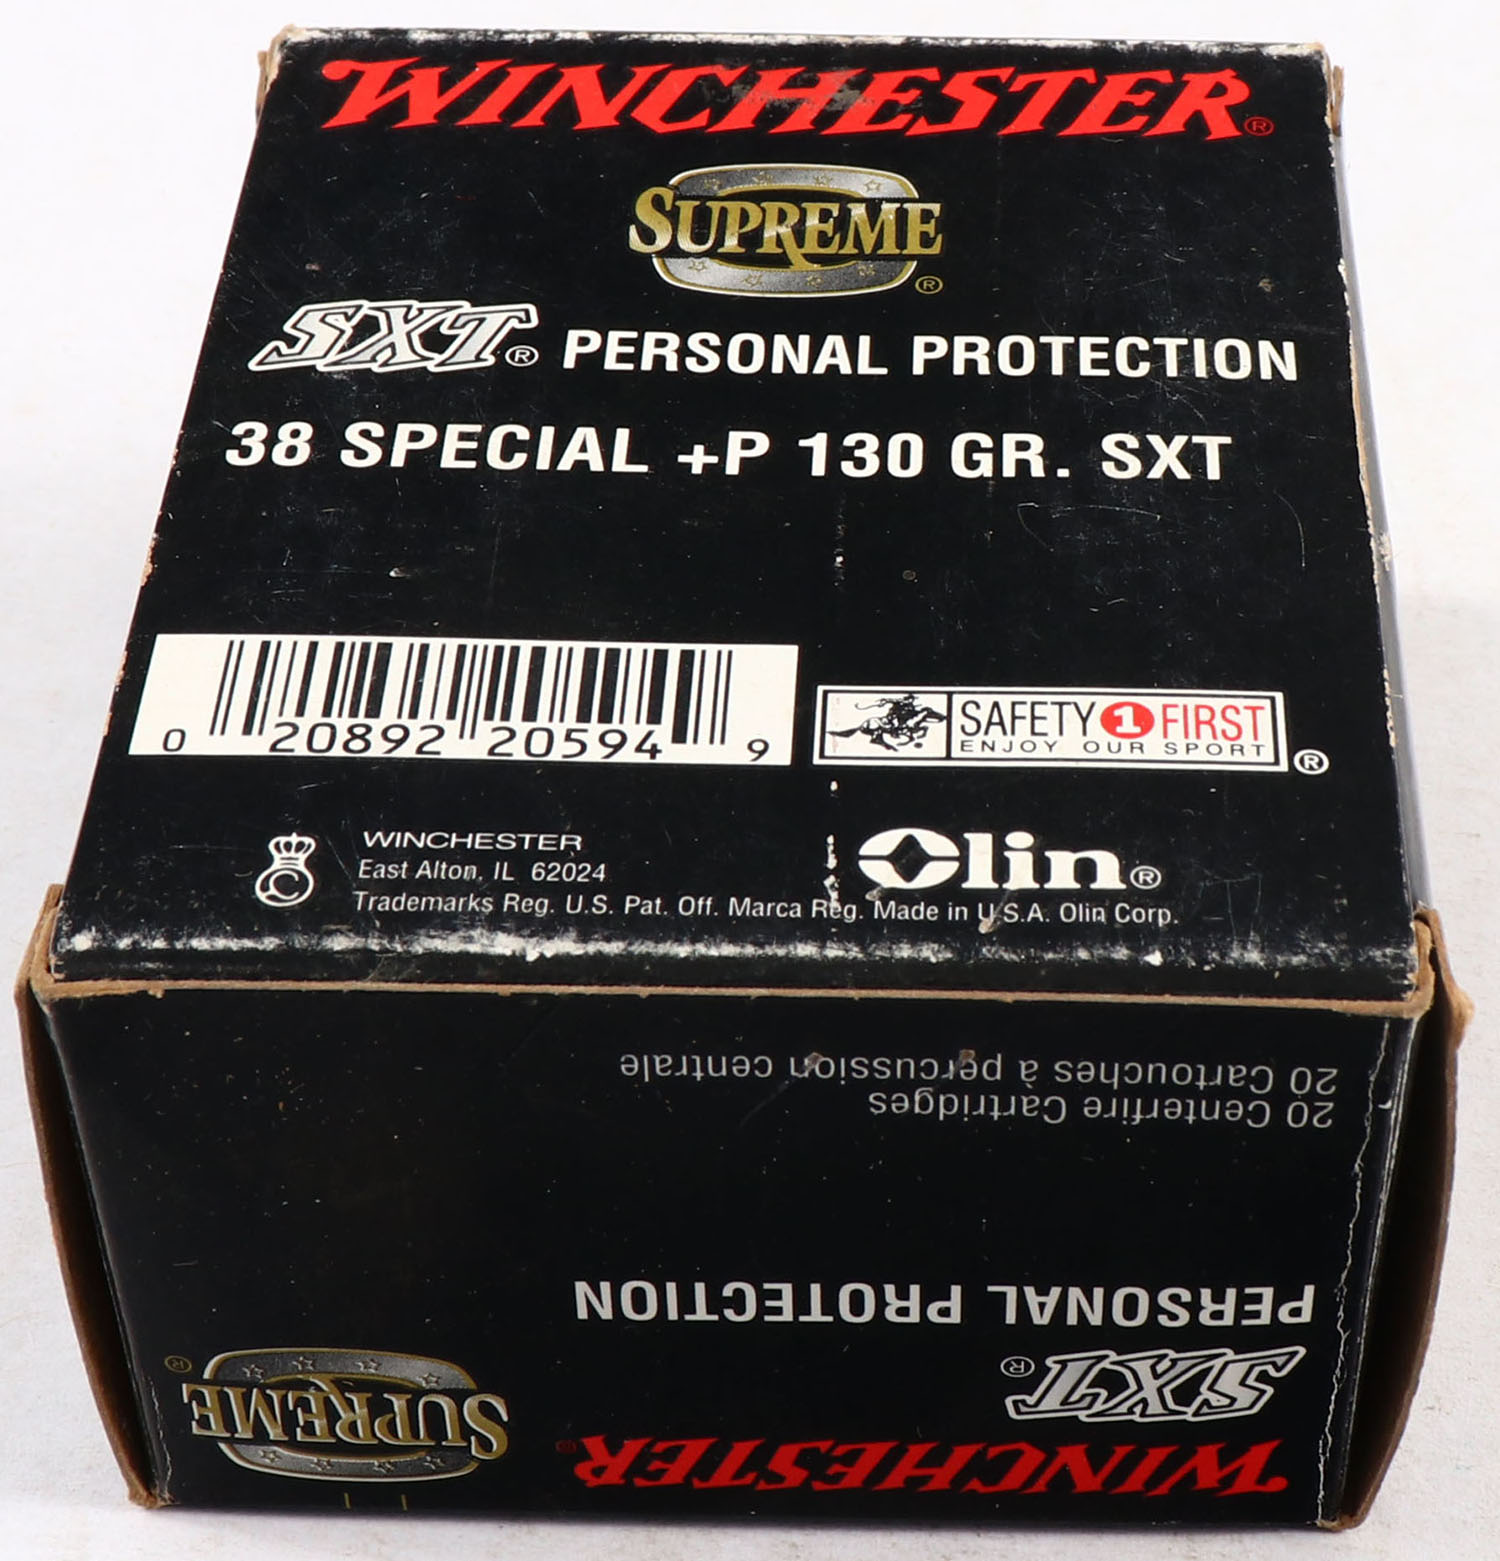 WINCHESTER®
SUPREME®
SXT® PERSONAL PROTECTION
38 SPECIAL +P 130 GR. SXT
0 20892 20594 9
SAFETY 1 FIRST
ENJOY OUR SPORT ®
C
WINCHESTER
East Alton, IL 62024
Olin®
Trademarks Reg. U.S. Pat. Off. Marca Reg. Made in U.S.A. Olin Corp.
WINCHESTER®
SUPREME®
SXT®
PERSONAL PROTECTION
20 Centerfire Cartridges
20 Cartouches à percussion centrale